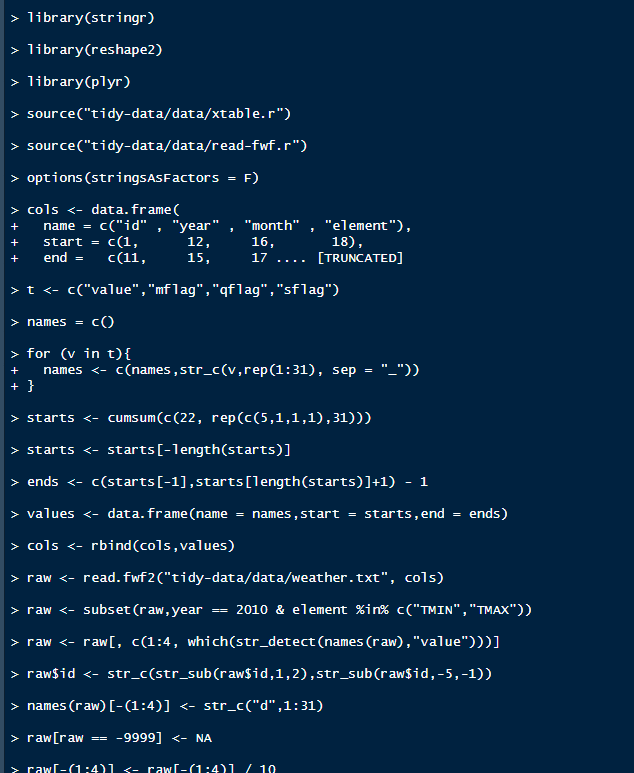 > library(stringr)
> library(reshape2)
> library(plyr)
> source("tidy-data/data/xtable.r")
> source("tidy-data/data/read-fwf.r")
> options(stringsAsFactors = F)
> cols <- data.frame(
+   name = c("id" , "year" , "month" , "element"),
+   start = c(1,     12,     16,       18),
+   end =   c(11,     15,     17 .... [TRUNCATED]
> t <- c("value","mflag","qflag","sflag")
> names = c()
> for (v in t){
+   names <- c(names,str_c(v,rep(1:31), sep = "_"))
+ }
> starts <- cumsum(c(22, rep(c(5,1,1,1),31)))
> starts <- starts[-length(starts)]
> ends <- c(starts[-1],starts[length(starts)]+1) - 1
> values <- data.frame(name = names,start = starts,end = ends)
> cols <- rbind(cols,values)
> raw <- read.fwf2("tidy-data/data/weather.txt", cols)
> raw <- subset(raw,year == 2010 & element %in% c("TMIN","TMAX"))
> raw <- raw[, c(1:4, which(str_detect(names(raw),"value")))]
> raw$id <- str_c(str_sub(raw$id,1,2),str_sub(raw$id,-5,-1))
> names(raw)[-(1:4)] <- str_c("d",1:31)
> raw[raw == -9999] <- NA
> raw[-(1:4)] <- raw[-(1:4)] / 10